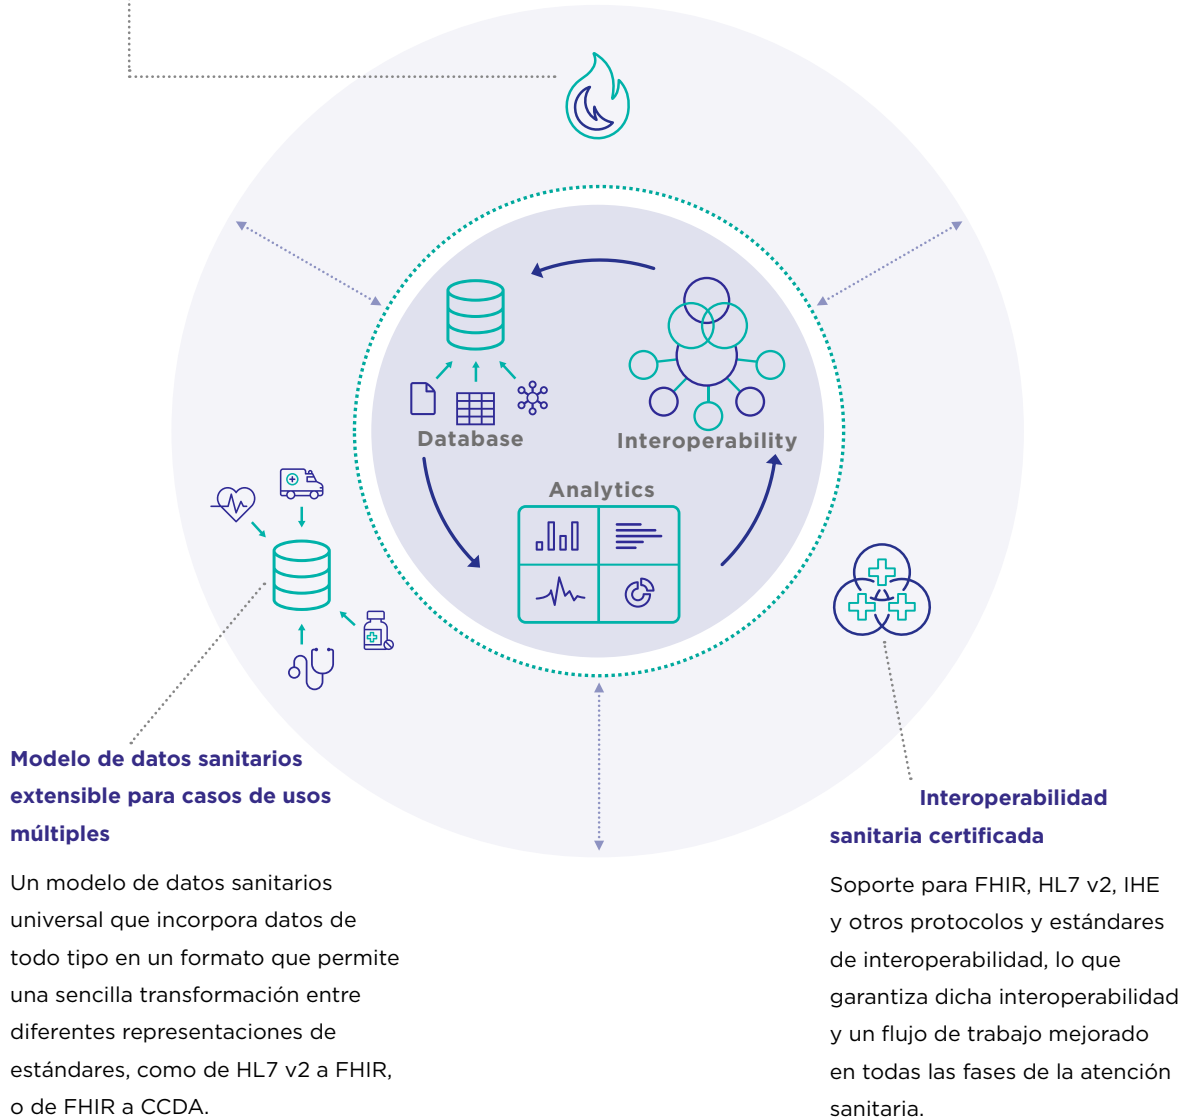 Database
Interoperability
Analytics
Modelo de datos sanitarios
extensible para casos de usos
múltiples
Un modelo de datos sanitarios
universal que incorpora datos de
todo tipo en un formato que permite
una sencilla transformación entre
diferentes representaciones de
estándares, como de HL7 v2 a FHIR,
o de FHIR a CCDA.
Interoperabilidad
sanitaria certificada
Soporte para FHIR, HL7 v2, IHE
y otros protocolos y estándares
de interoperabilidad, lo que
garantiza dicha interoperabilidad
y un flujo de trabajo mejorado
en todas las fases de la atención
sanitaria.